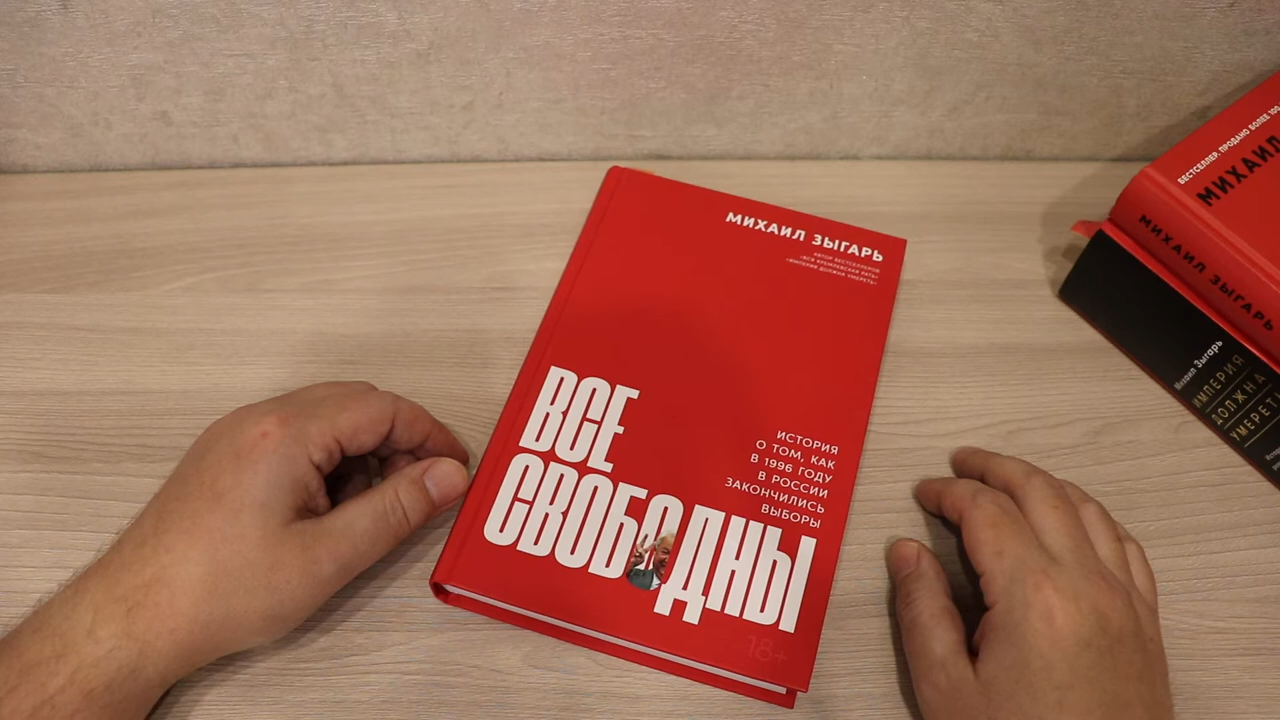 МИХАИЛ ЗЫГАРЬ
АВТОР БЕСТСЕЛЛЕРОВ
«ВСЯ КРЕМЛЕВСКАЯ РАТЬ»
«ИМПЕРИЯ ДОЛЖНА УМЕРЕТЬ»
ВСЕ
СВОБОДНЫ
ИСТОРИЯ
О ТОМ, КАК
В 1996 ГОДУ
В РОССИИ
ЗАКОНЧИЛИСЬ
ВЫБОРЫ
18+
БЕСТСЕЛЛЕР, ПРОДАНО БОЛЕЕ 100
МИХАИЛ
МИХАИЛ ЗЫГАРЬ
Михаил Зыгарь
ИМПЕРИЯ
ДОЛЖНА
УМЕРЕТЬ